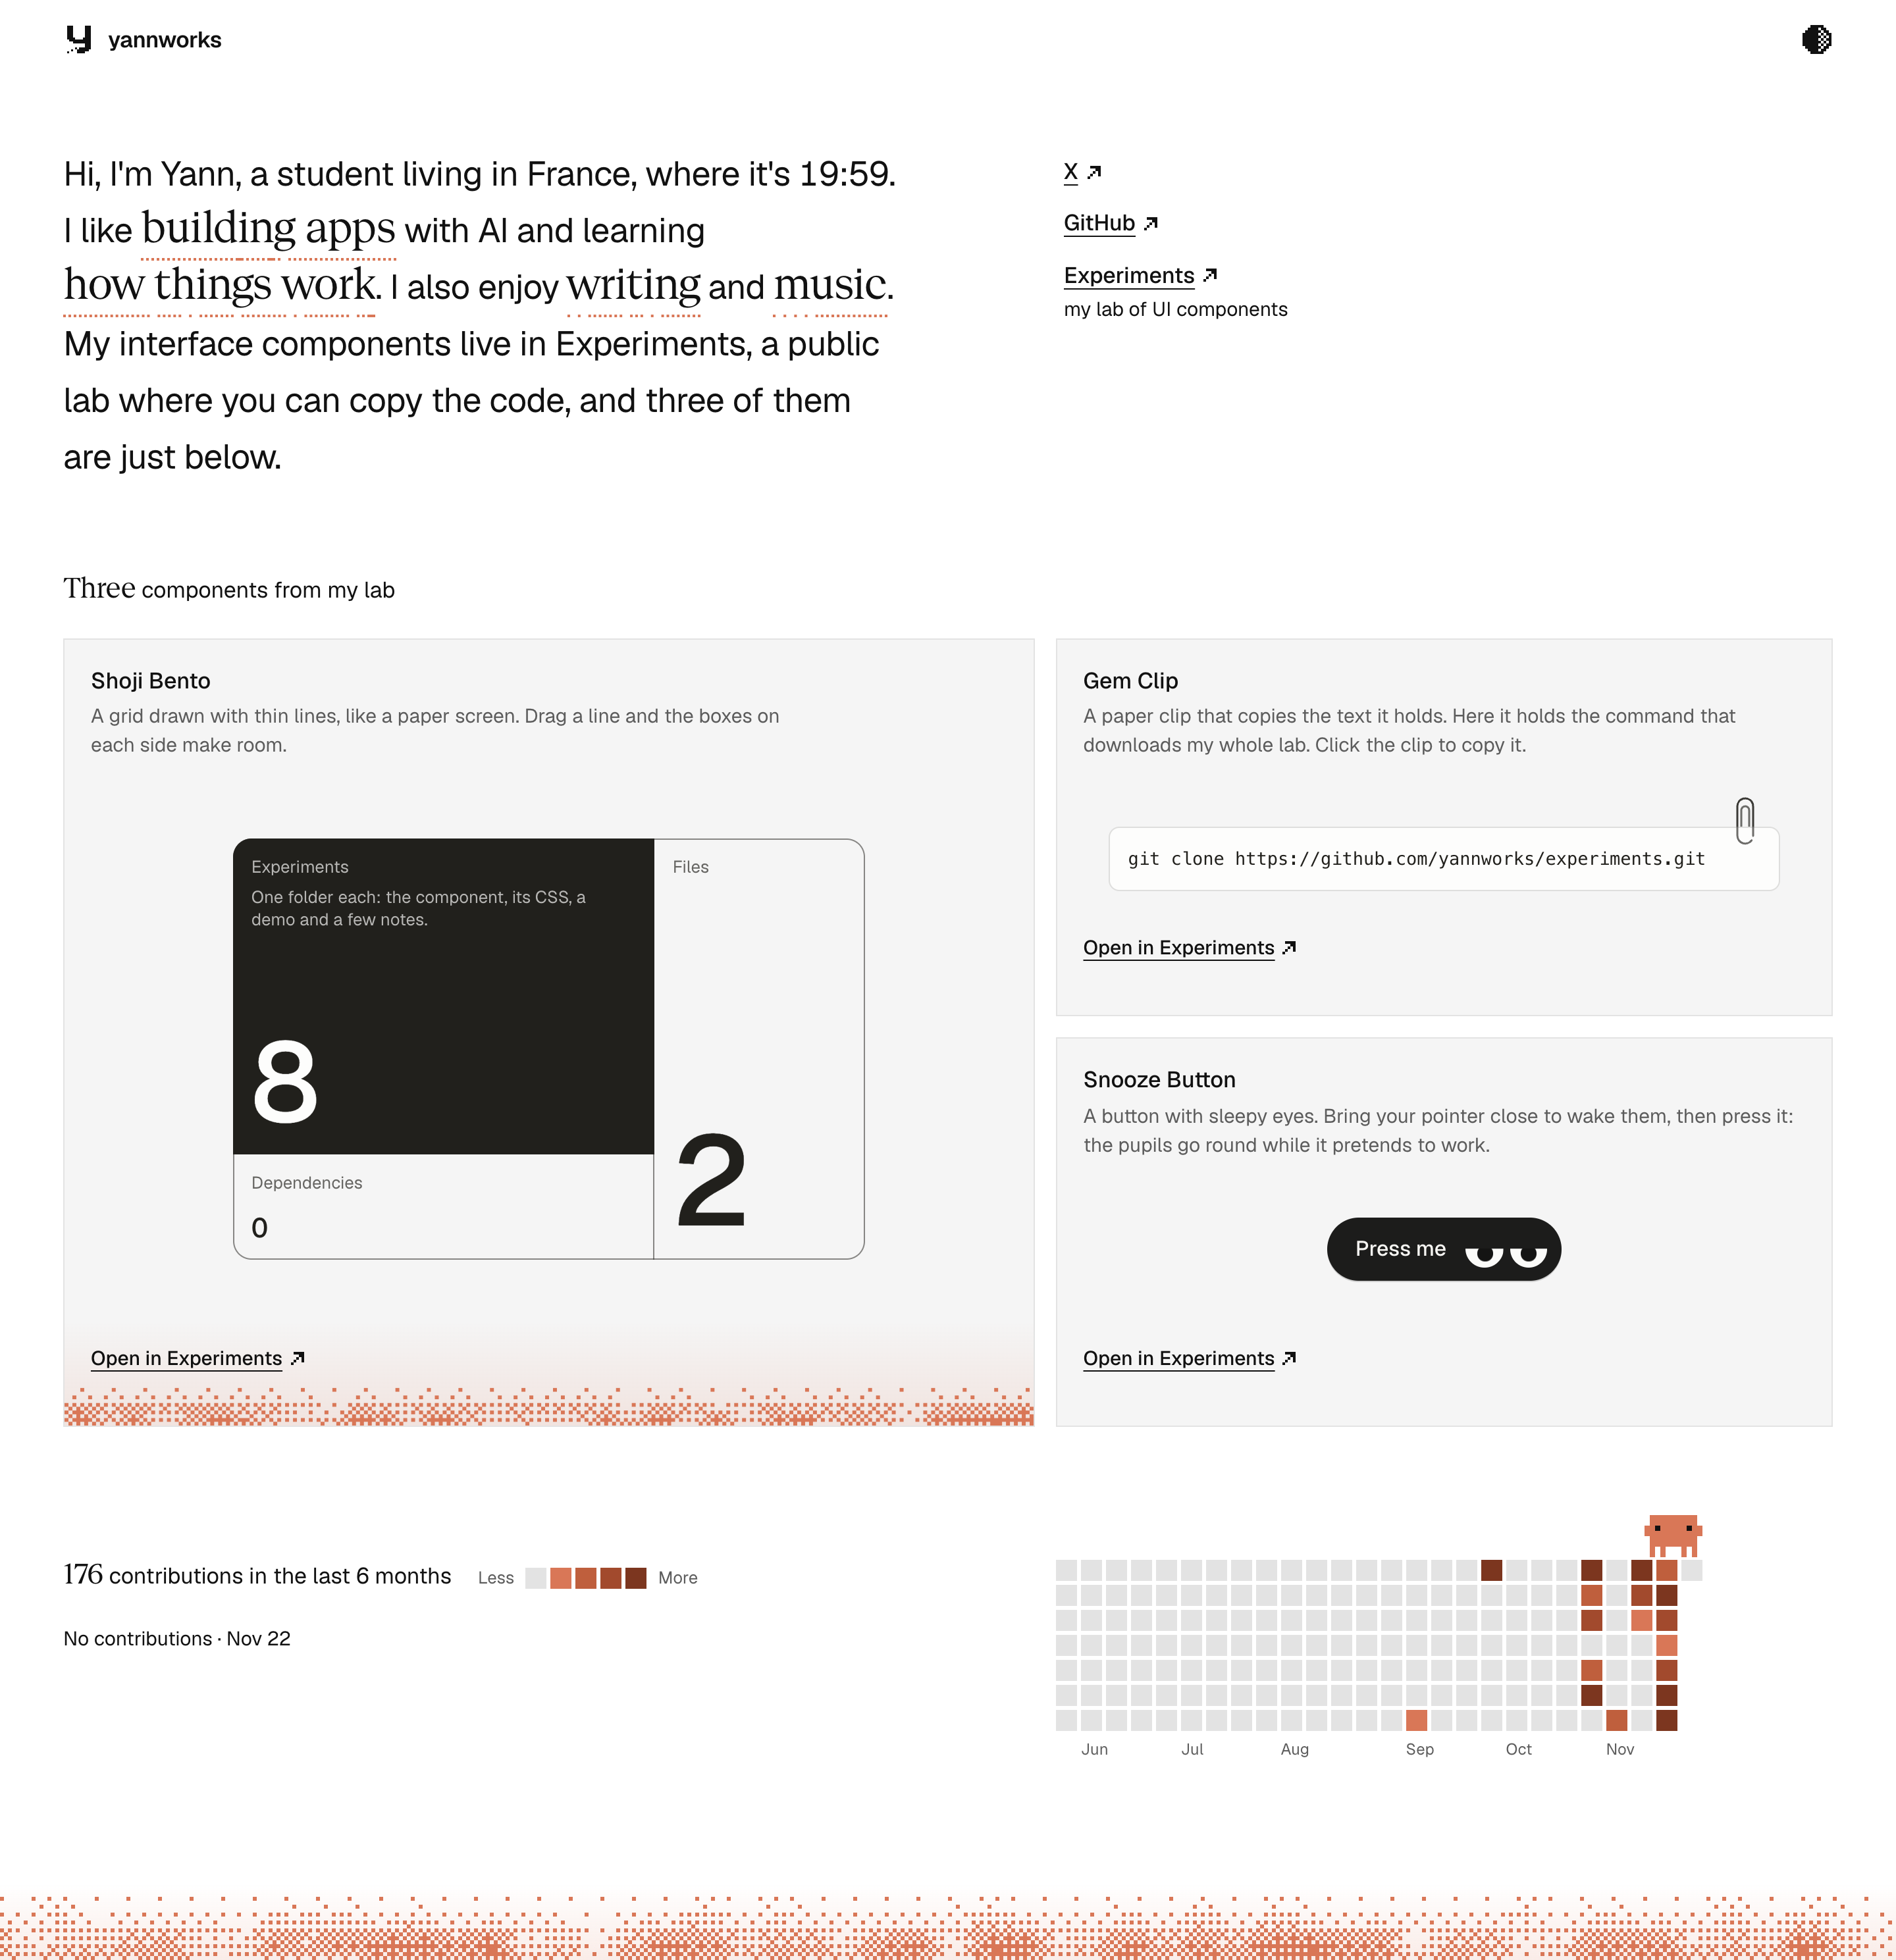 yannworks
Hi, I'm Yann, a student living in France, where it's 19:59.
I like building apps with AI and learning
how things work. I also enjoy writing and music.
My interface components live in Experiments, a public
lab where you can copy the code, and three of them
are just below.
X
GitHub
Experiments
my lab of UI components
Three components from my lab
Shoji Bento
A grid drawn with thin lines, like a paper screen. Drag a line and the boxes on
each side make room.
Experiments
One folder each: the component, its CSS, a
demo and a few notes.
8
Files
2
Dependencies
0
Open in Experiments
Gem Clip
A paper clip that copies the text it holds. Here it holds the command that
downloads my whole lab. Click the clip to copy it.
git clone https://github.com/yannworks/experiments.git
Open in Experiments
Snooze Button
A button with sleepy eyes. Bring your pointer close to wake them, then press it:
the pupils go round while it pretends to work.
Press me
Open in Experiments
176 contributions in the last 6 months
Less More
No contributions · Nov 22
Jun Jul Aug Sep Oct Nov